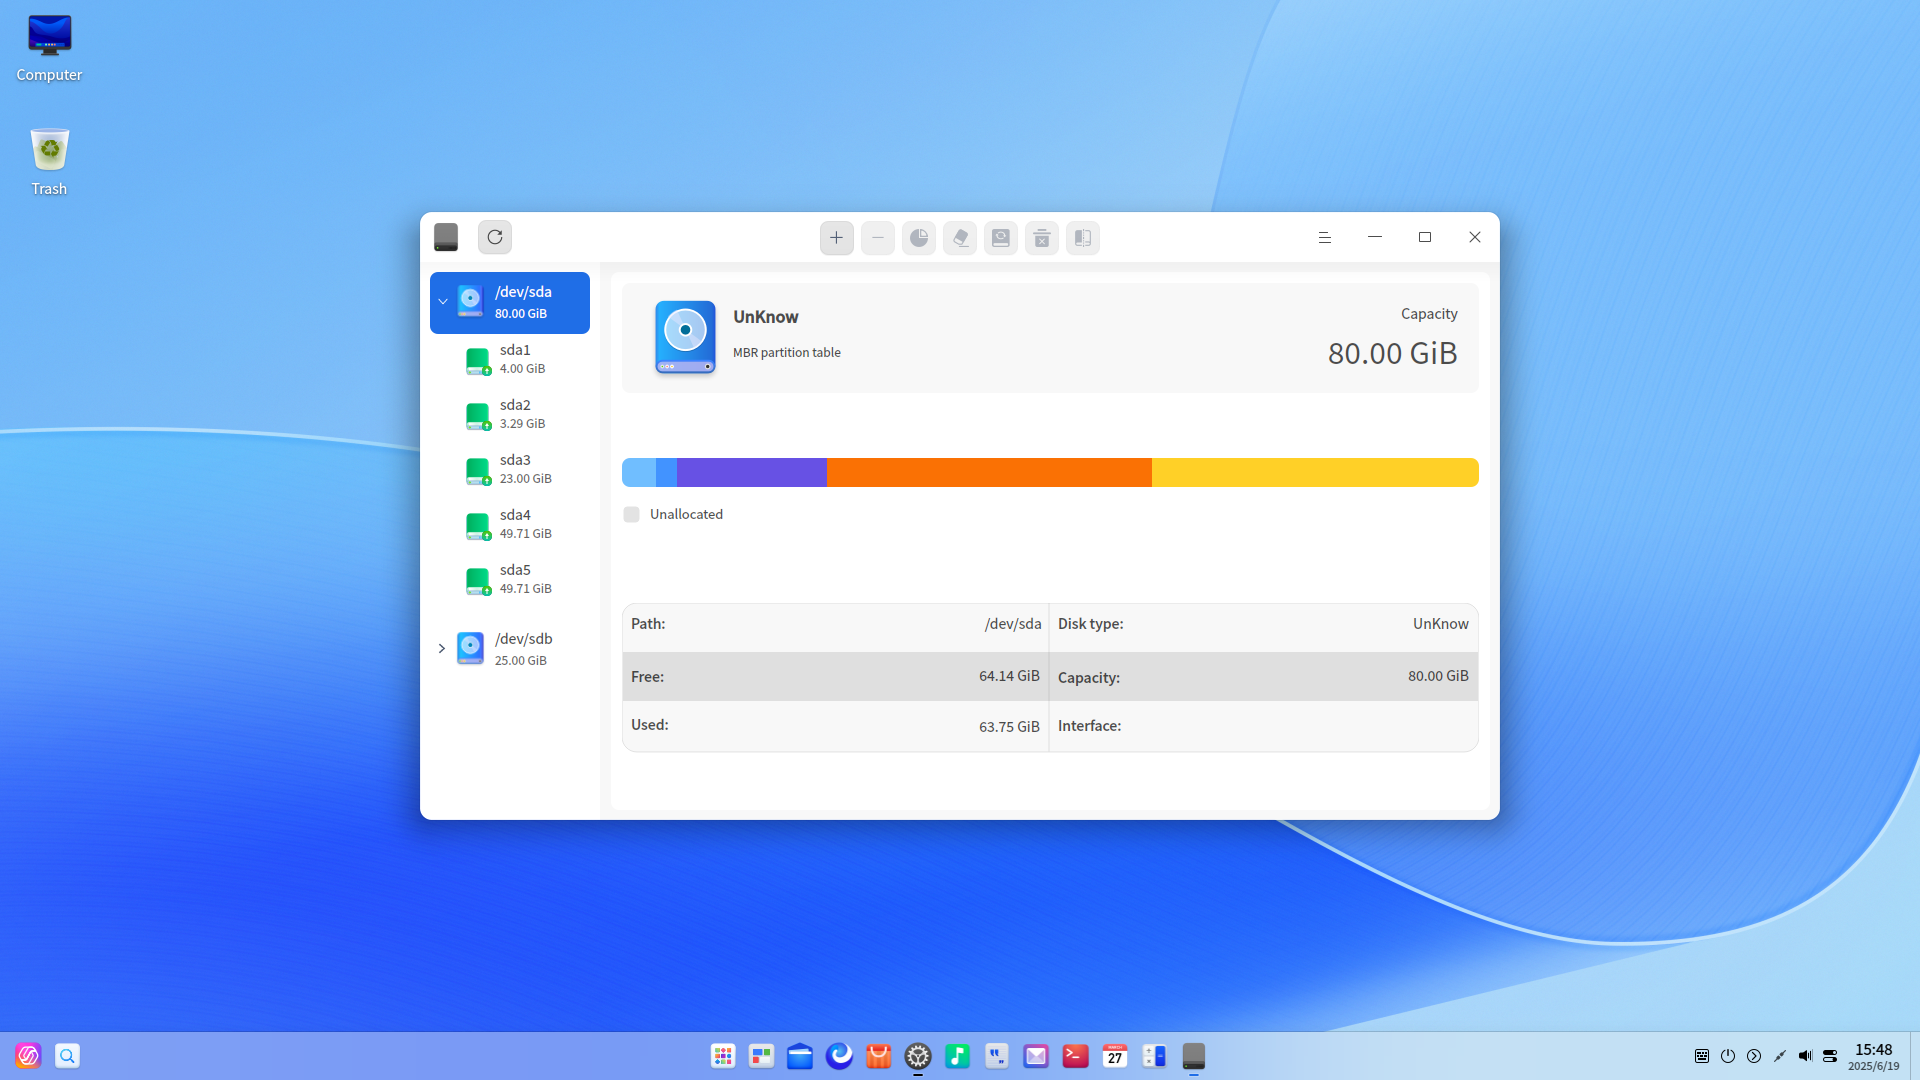 Computer
Trash
/dev/sda
80.00 GiB
sda1
4.00 GiB
sda2
3.29 GiB
sda3
23.00 GiB
sda4
49.71 GiB
sda5
49.71 GiB
/dev/sdb
25.00 GiB
UnKnow
MBR partition table
Capacity
80.00 GiB
Unallocated
Path: /dev/sda Disk type: UnKnow
Free: 64.14 GiB Capacity: 80.00 GiB
Used: 63.75 GiB Interface:
MARCH
27
15:48
2025/6/19